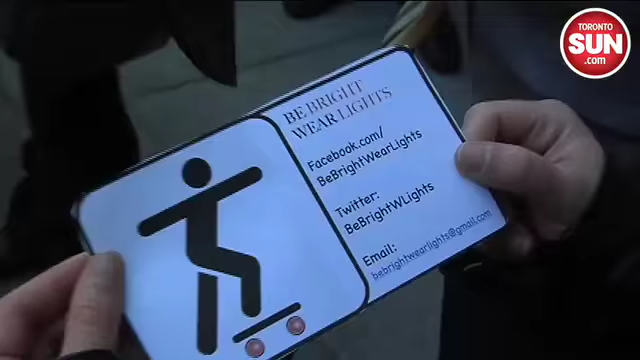 TORONTO
SUN
.com
BE BRIGHT
WEAR LIGHTS
Facebook.com/
BeBrightWearLights
Twitter:
BeBrightWLights
Email:
bebrightwearlights@gmail.com